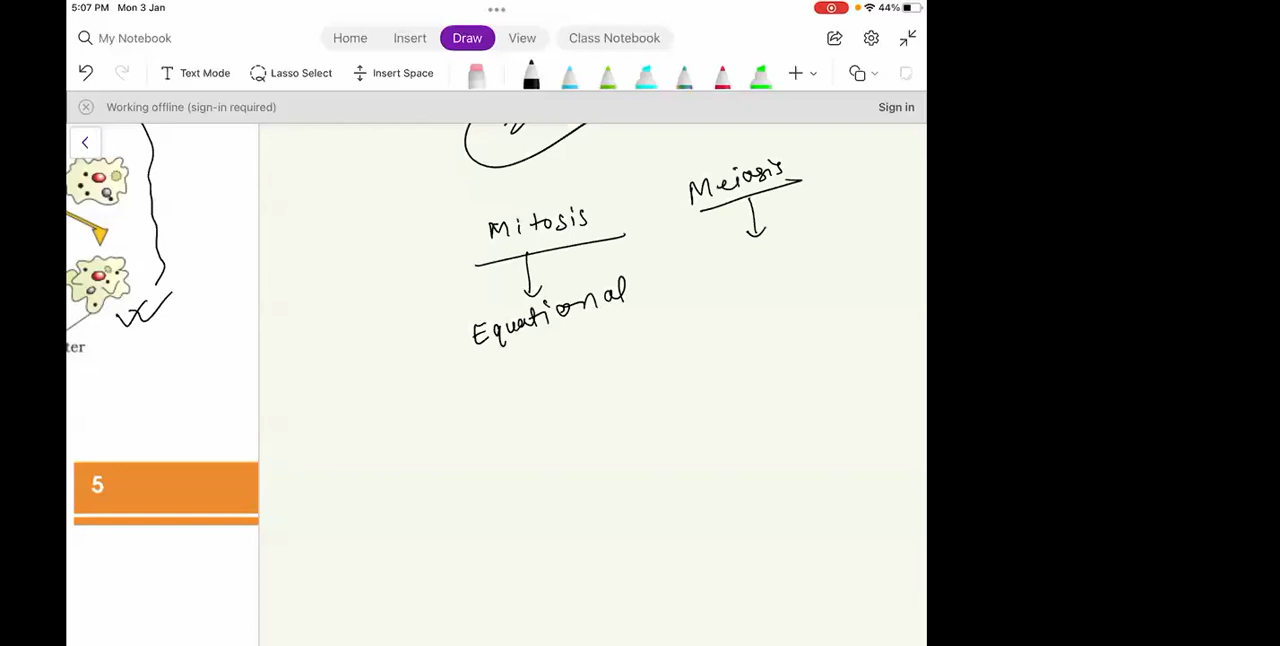 5:07 PM Mon 3 Jan
44%
My Notebook
Home Insert Draw View Class Notebook
Text Mode Lasso Select Insert Space
Working offline (sign-in required) Sign in
Meiosis
Mitosis
Equational
ter
5